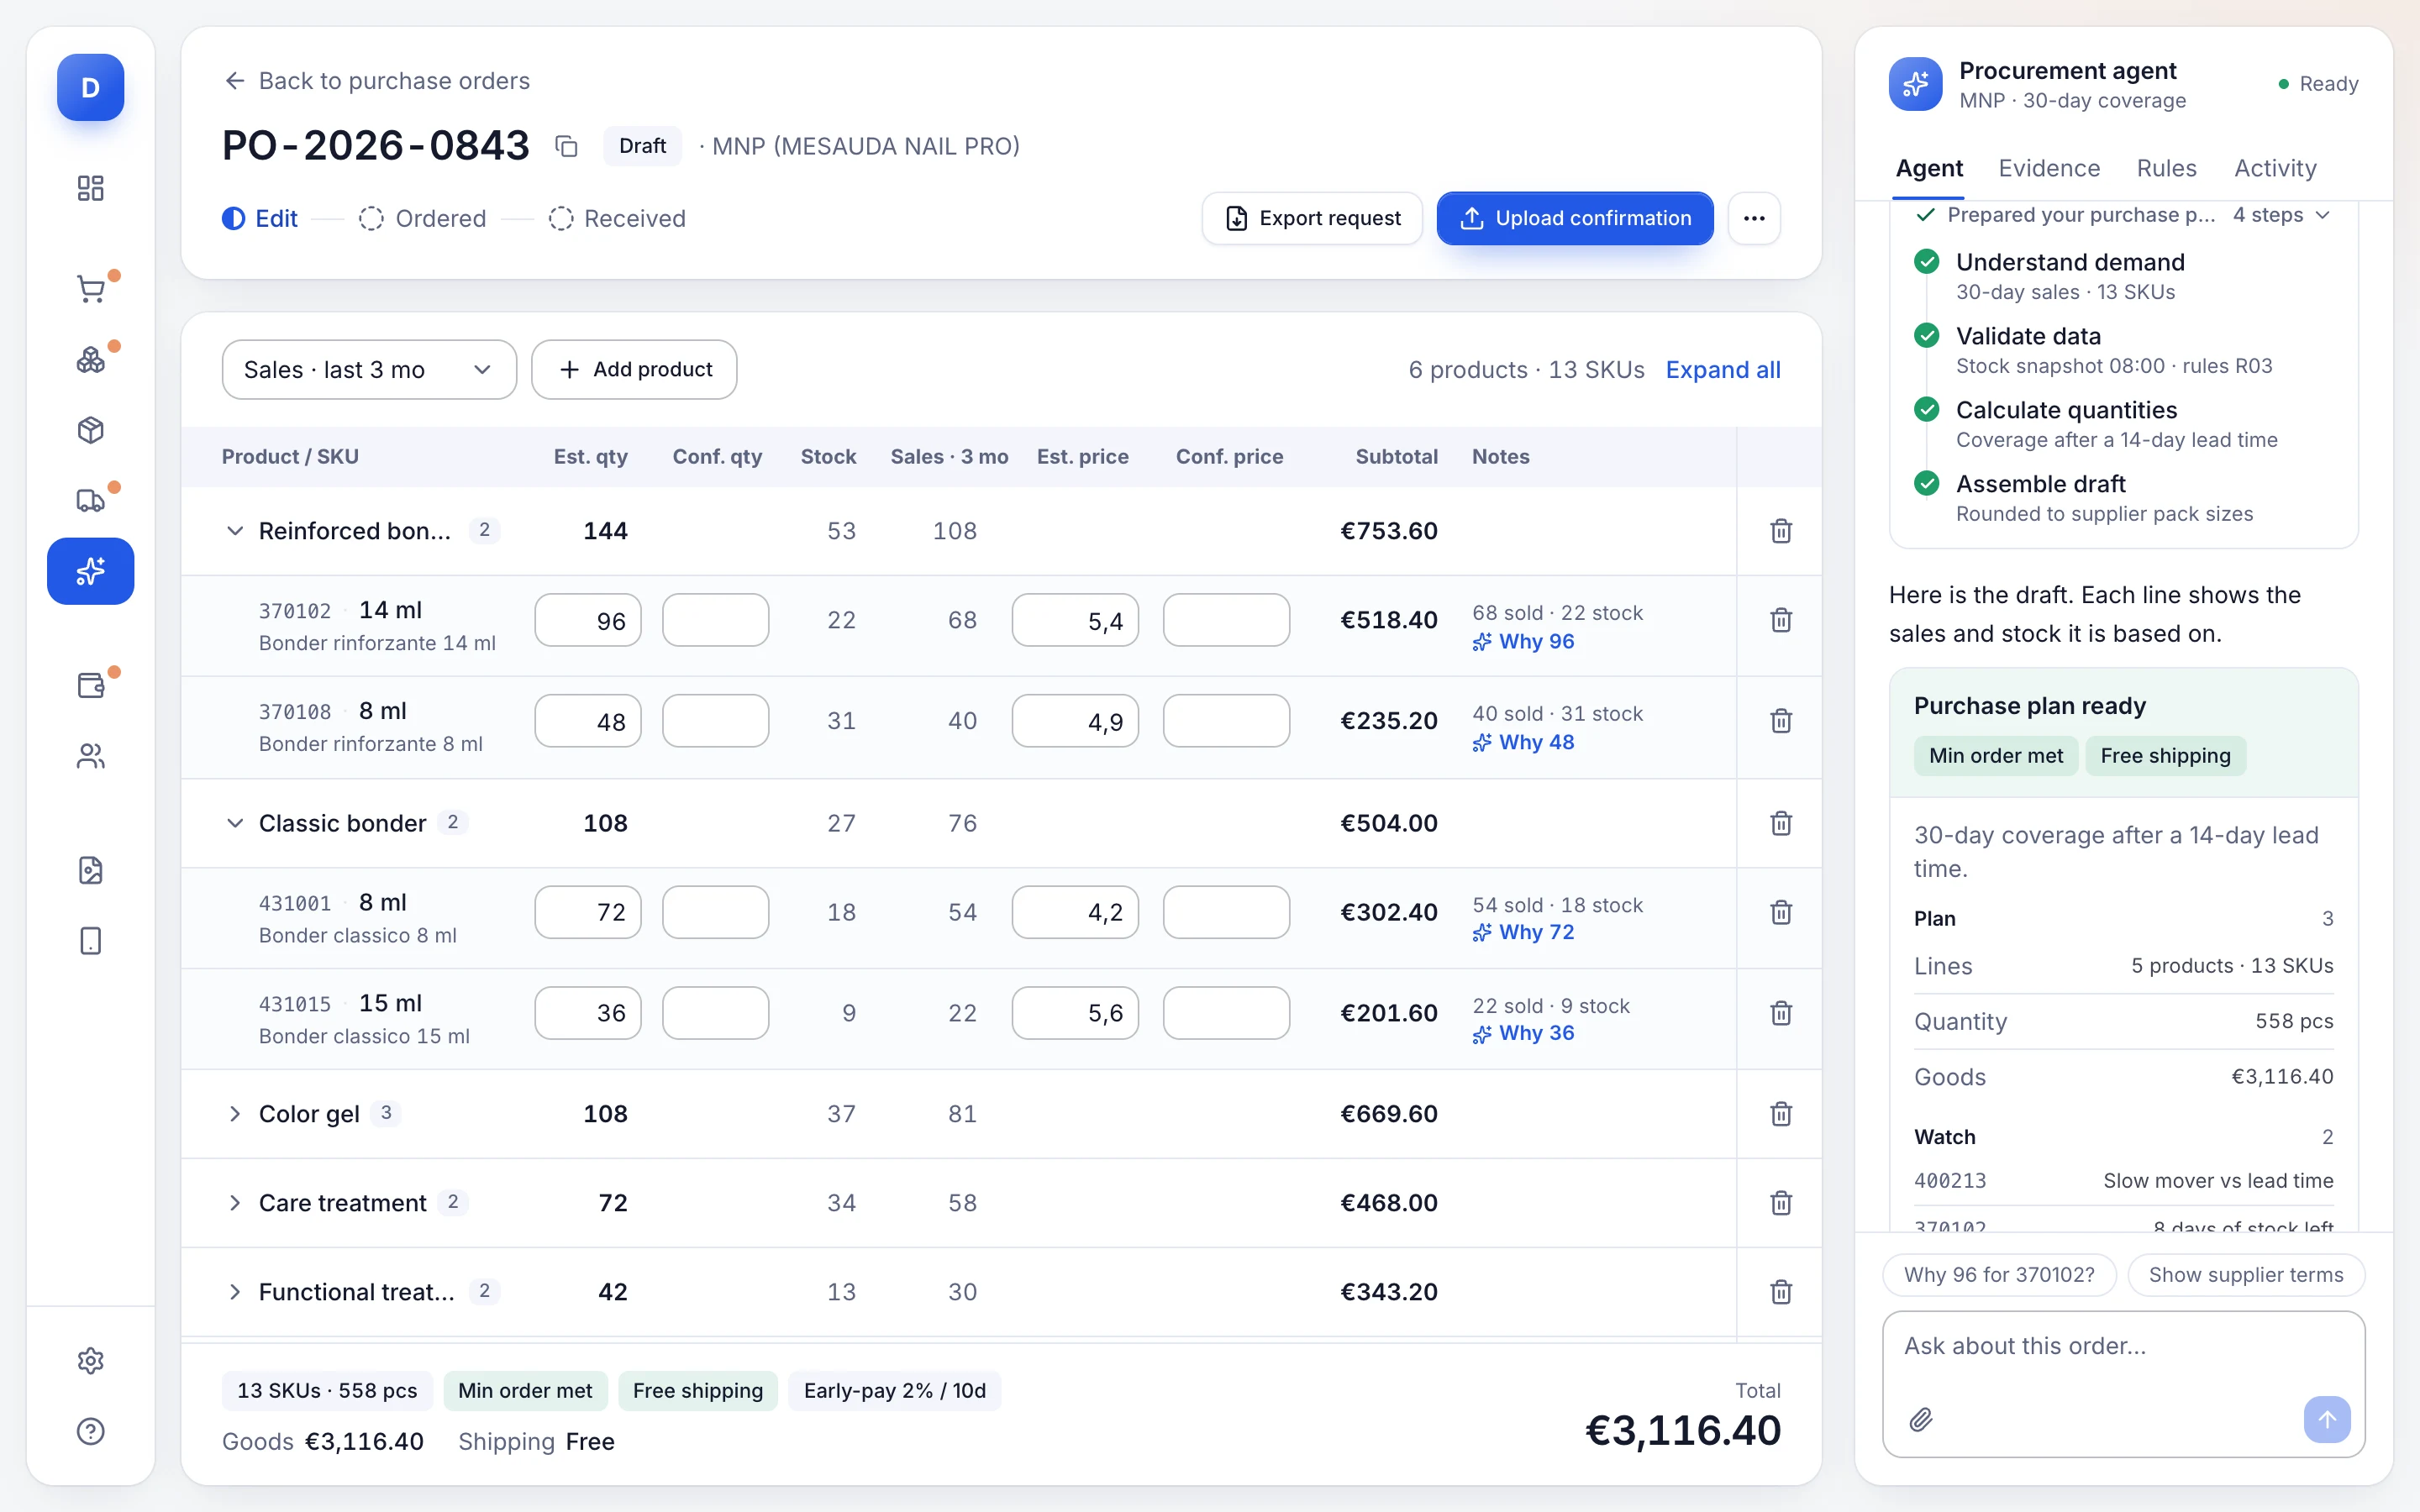 D
Back to purchase orders
PO-2026-0843 Draft · MNP (MESAUDA NAIL PRO)
Edit Ordered Received
Export request Upload confirmation
Sales · last 3 mo Add product 6 products · 13 SKUs Expand all
Product / SKU Est. qty Conf. qty Stock Sales · 3 mo Est. price Conf. price Subtotal Notes
Reinforced bon... 2 144 53 108 €753.60
370102 · 14 ml 96 22 68 5,4 €518.40 68 sold · 22 stock
Bonder rinforzante 14 ml Why 96
370108 · 8 ml 48 31 40 4,9 €235.20 40 sold · 31 stock
Bonder rinforzante 8 ml Why 48
Classic bonder 2 108 27 76 €504.00
431001 · 8 ml 72 18 54 4,2 €302.40 54 sold · 18 stock
Bonder classico 8 ml Why 72
431015 · 15 ml 36 9 22 5,6 €201.60 22 sold · 9 stock
Bonder classico 15 ml Why 36
Color gel 3 108 37 81 €669.60
Care treatment 2 72 34 58 €468.00
Functional treat... 2 42 13 30 €343.20
13 SKUs · 558 pcs Min order met Free shipping Early-pay 2% / 10d Total
Goods €3,116.40 Shipping Free €3,116.40
Procurement agent
MNP · 30-day coverage
Ready
Agent Evidence Rules Activity
Prepared your purchase p... 4 steps
Understand demand
30-day sales · 13 SKUs
Validate data
Stock snapshot 08:00 · rules R03
Calculate quantities
Coverage after a 14-day lead time
Assemble draft
Rounded to supplier pack sizes
Here is the draft. Each line shows the
sales and stock it is based on.
Purchase plan ready
Min order met Free shipping
30-day coverage after a 14-day lead
time.
Plan 3
Lines 5 products · 13 SKUs
Quantity 558 pcs
Goods €3,116.40
Watch 2
400213 Slow mover vs lead time
370102 8 days of stock left
Why 96 for 370102? Show supplier terms
Ask about this order...